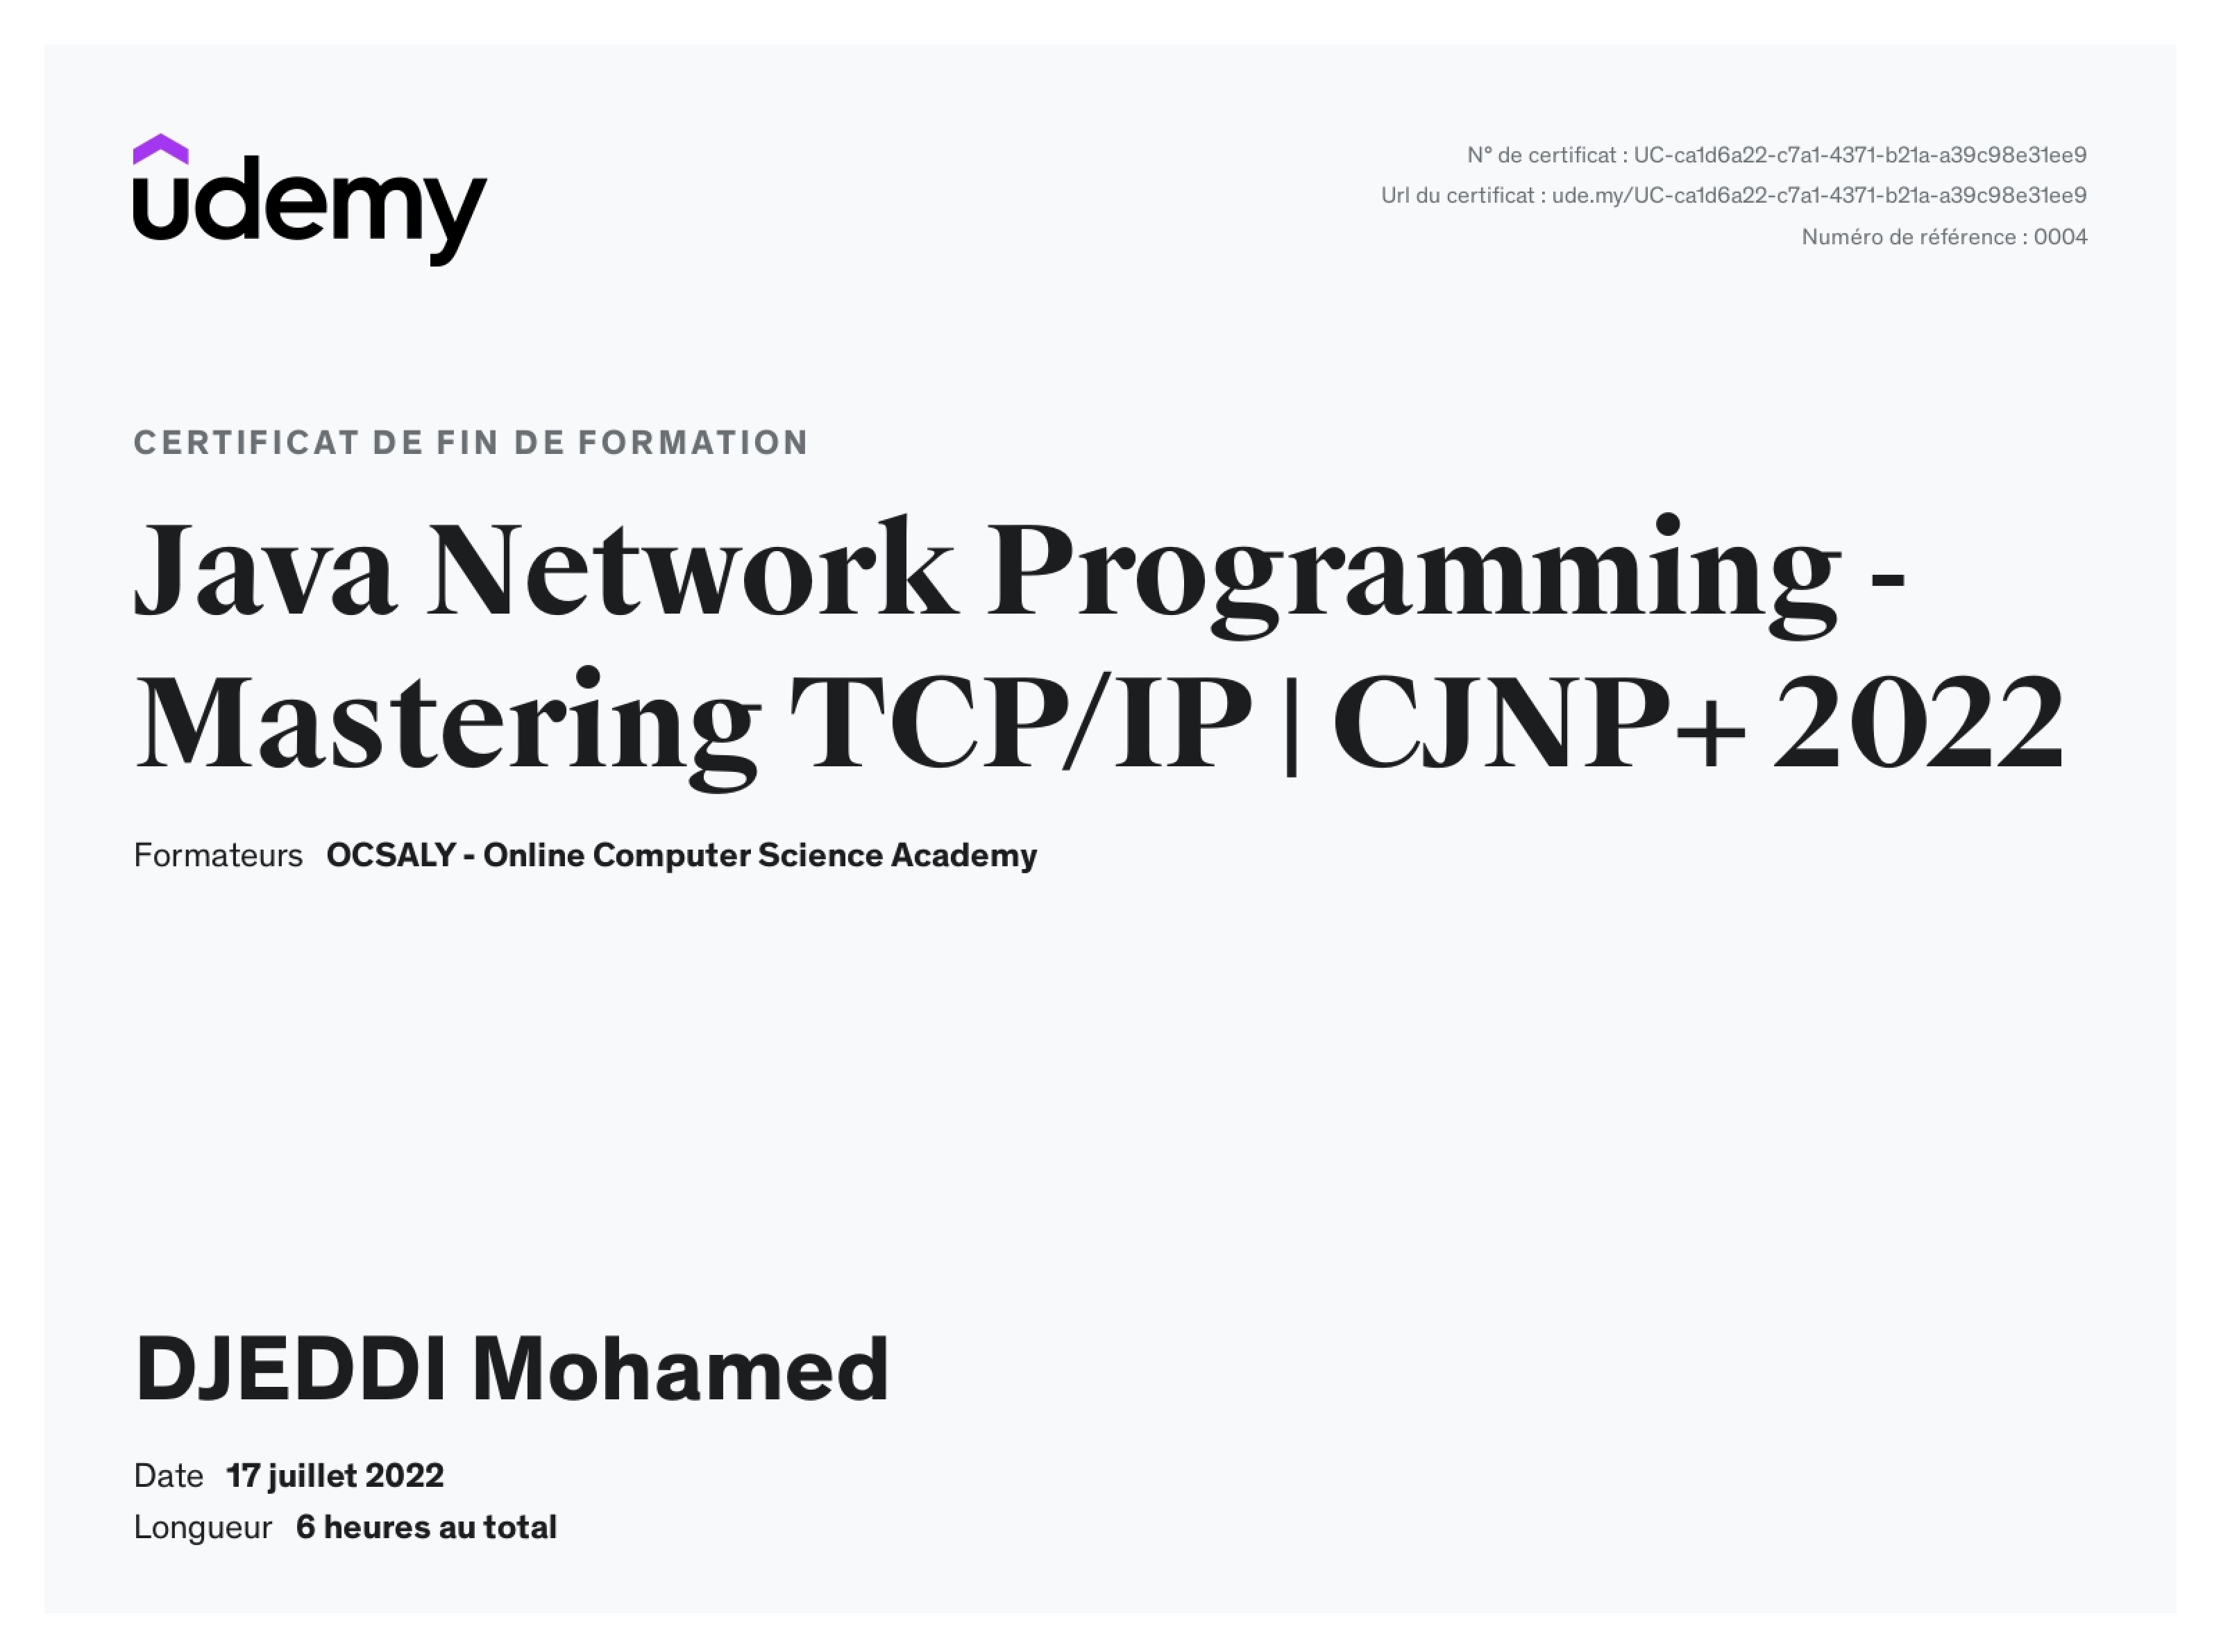 udemy
N° de certificat : UC-ca1d6a22-c7a1-4371-b21a-a39c98e31ee9
Url du certificat : ude.my/UC-ca1d6a22-c7a1-4371-b21a-a39c98e31ee9
Numéro de référence : 0004
CERTIFICAT DE FIN DE FORMATION
Java Network Programming -
Mastering TCP/IP | CJNP+ 2022
Formateurs OCSALY - Online Computer Science Academy
DJEDDI Mohamed
Date 17 juillet 2022
Longueur 6 heures au total